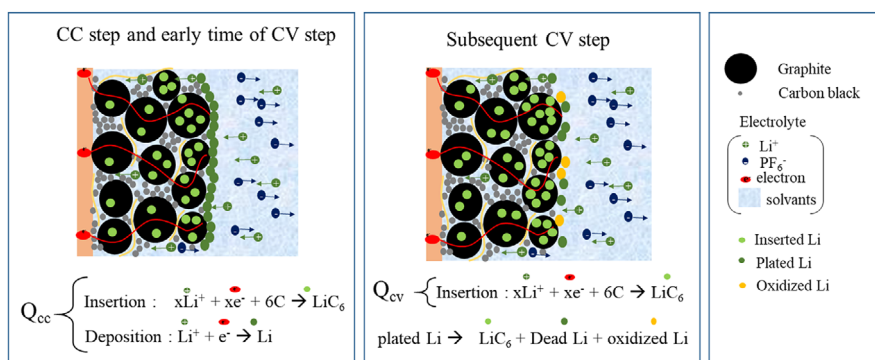 CC step and early time of CV step
Q_cc
Insertion : xLi⁺ + xe⁻ + 6C → LiC₆
Deposition : Li⁺ + e⁻ → Li
Subsequent CV step
Q_cv
Insertion : xLi⁺ + xe⁻ + 6C → LiC₆
plated Li → LiC₆ + Dead Li + oxidized Li
Graphite
Carbon black
Electrolyte
Li⁺
PF₆⁻
electron
solvants
Inserted Li
Plated Li
Oxidized Li